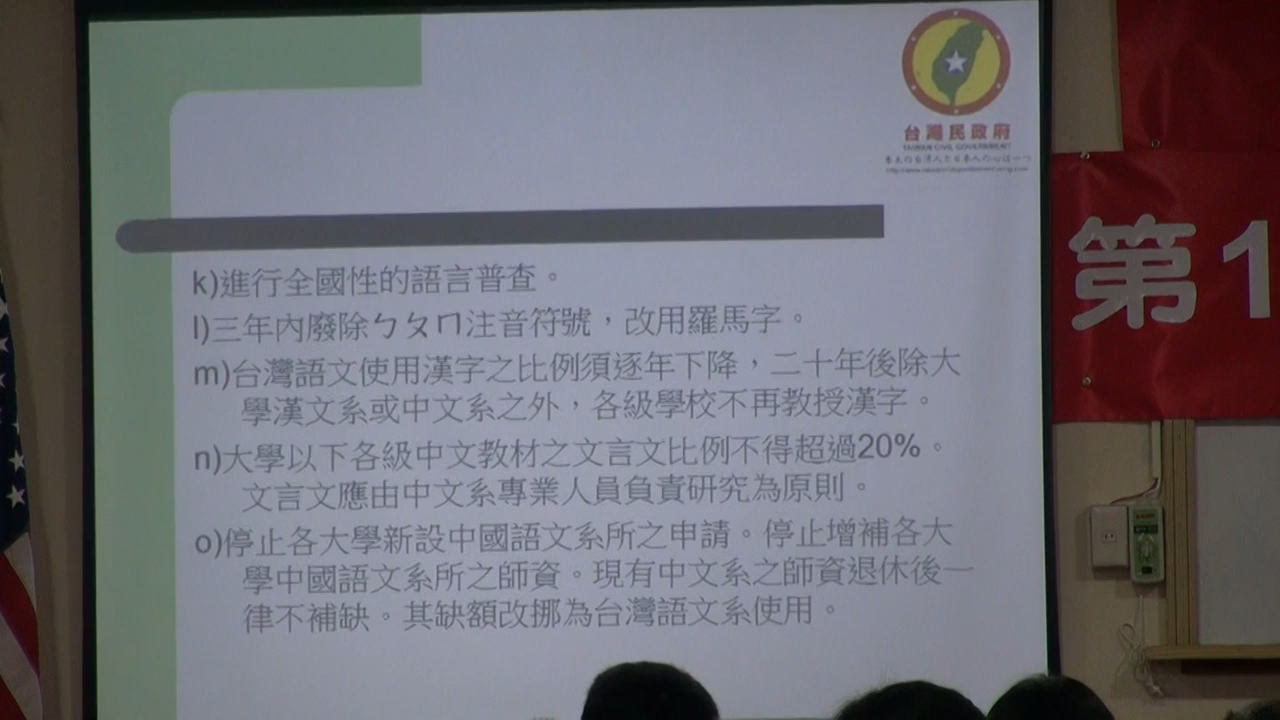 台灣民政府
TAIWAN CIVIL GOVERNMENT
k)進行全國性的語言普查。
l)三年內廢除ㄅㄆㄇ注音符號，改用羅馬字。
m)台灣語文使用漢字之比例須逐年下降，二十年後除大
學漢文系或中文系之外，各級學校不再教授漢字。
n)大學以下各級中文教材之文言文比例不得超過20%。
文言文應由中文系專業人員負責研究為原則。
o)停止各大學新設中國語文系所之申請。停止增補各大
學中國語文系所之師資。現有中文系之師資退休後一
律不補缺。其缺額改挪為台灣語文系使用。
第1